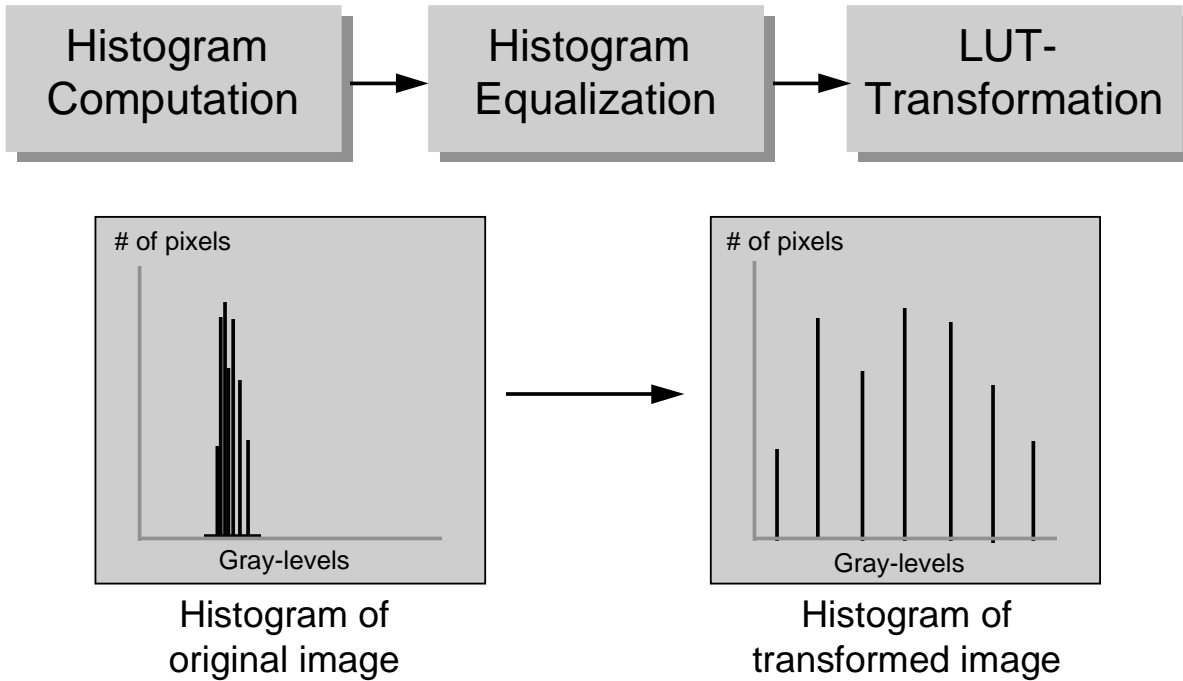 Histogram
Computation
Histogram
Equalization
LUT-
Transformation
# of pixels
Gray-levels
Histogram of
original image
# of pixels
Gray-levels
Histogram of
transformed image